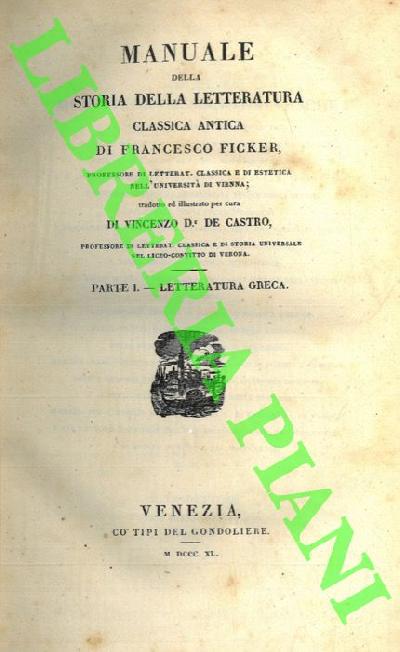 MANUALE
DELLA
STORIA DELLA LETTERATURA
CLASSICA ANTICA
DI FRANCESCO FICKER,
PROFESSORE DI LETTERAT. CLASSICA E DI ESTETICA
NELL'UNIVERSITÀ DI VIENNA;
tradotto ed illustrato per cura
DI VINCENZO D.r DE CASTRO,
PROFESSORE DI LETTERAT. CLASSICA E DI STORIA UNIVERSALE
NEL LICEO-CONVITTO DI VERONA.
PARTE I. — LETTERATURA GRECA.
VENEZIA,
CO' TIPI DEL GONDOLIERE.
M DCCC XL.
LIBRERIA PIANI